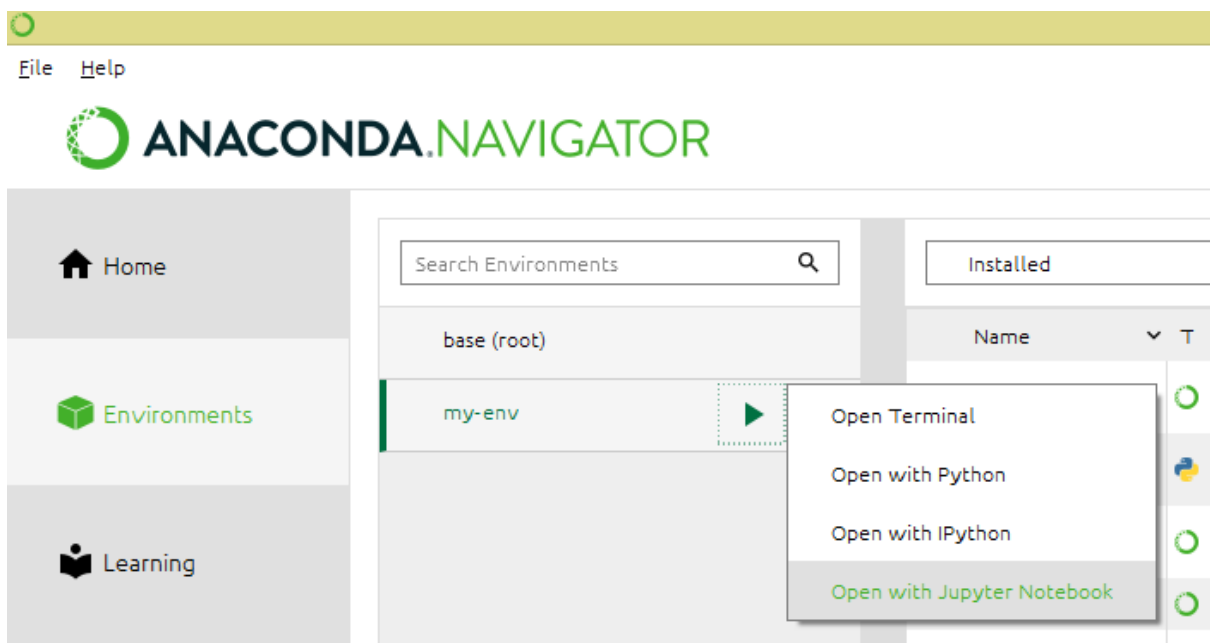 File Help
ANACONDA.NAVIGATOR
Home
Search Environments
Installed
base (root)
Name T
Environments
my-env
Open Terminal
Open with Python
Open with IPython
Learning
Open with Jupyter Notebook